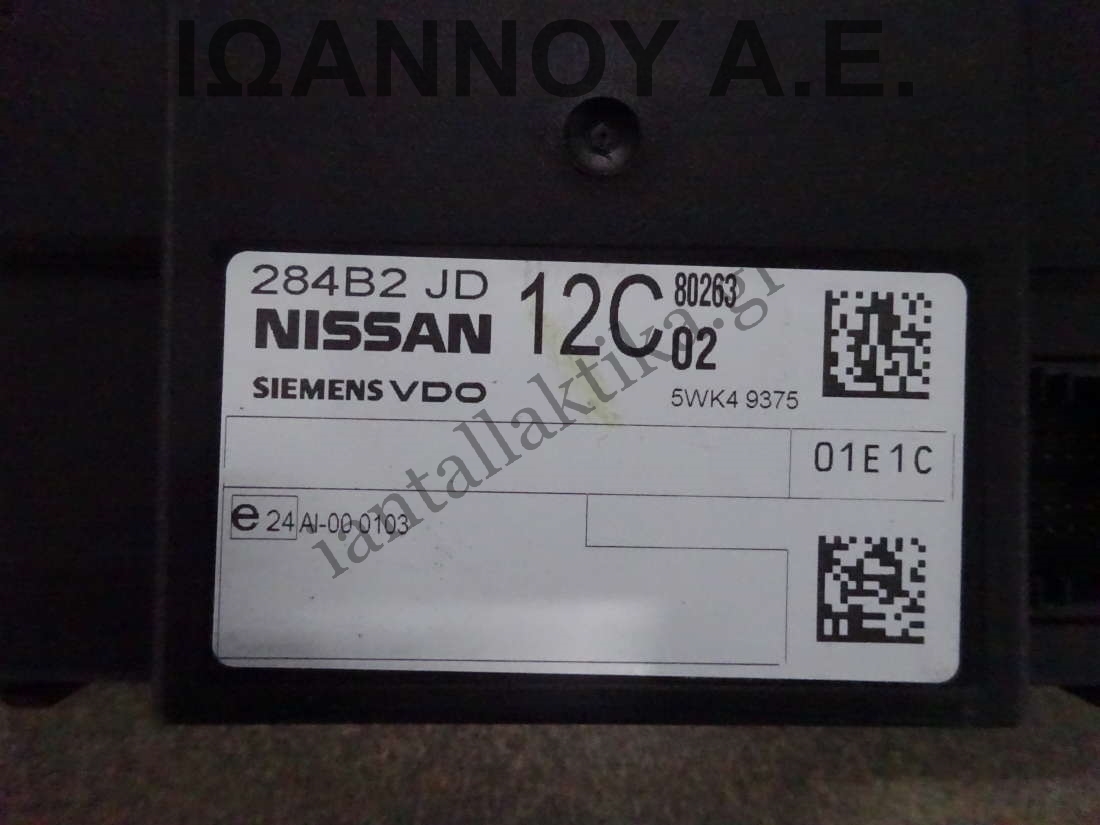 ΙΩΑΝΝΟΥ Α.Ε.
284B2 JD 12C 80263
NISSAN 02
SIEMENS VDO 5WK4 9375
01E1C
e 24 AI-00 0103
iantallaktika.gr